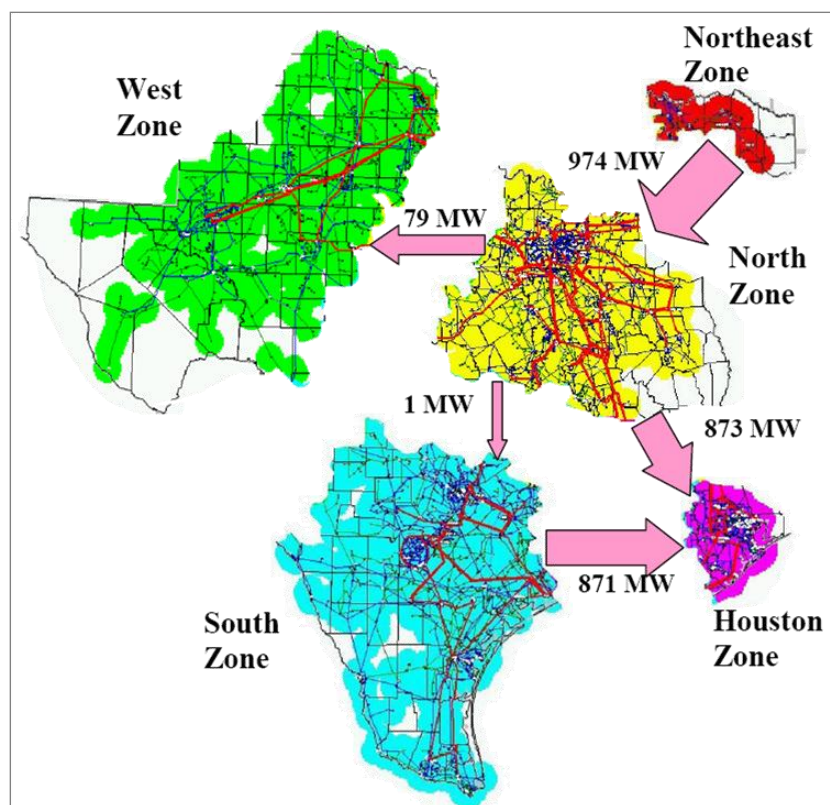 Northeast
Zone
West
Zone
974 MW
79 MW
North
Zone
1 MW
873 MW
871 MW
South
Zone
Houston
Zone